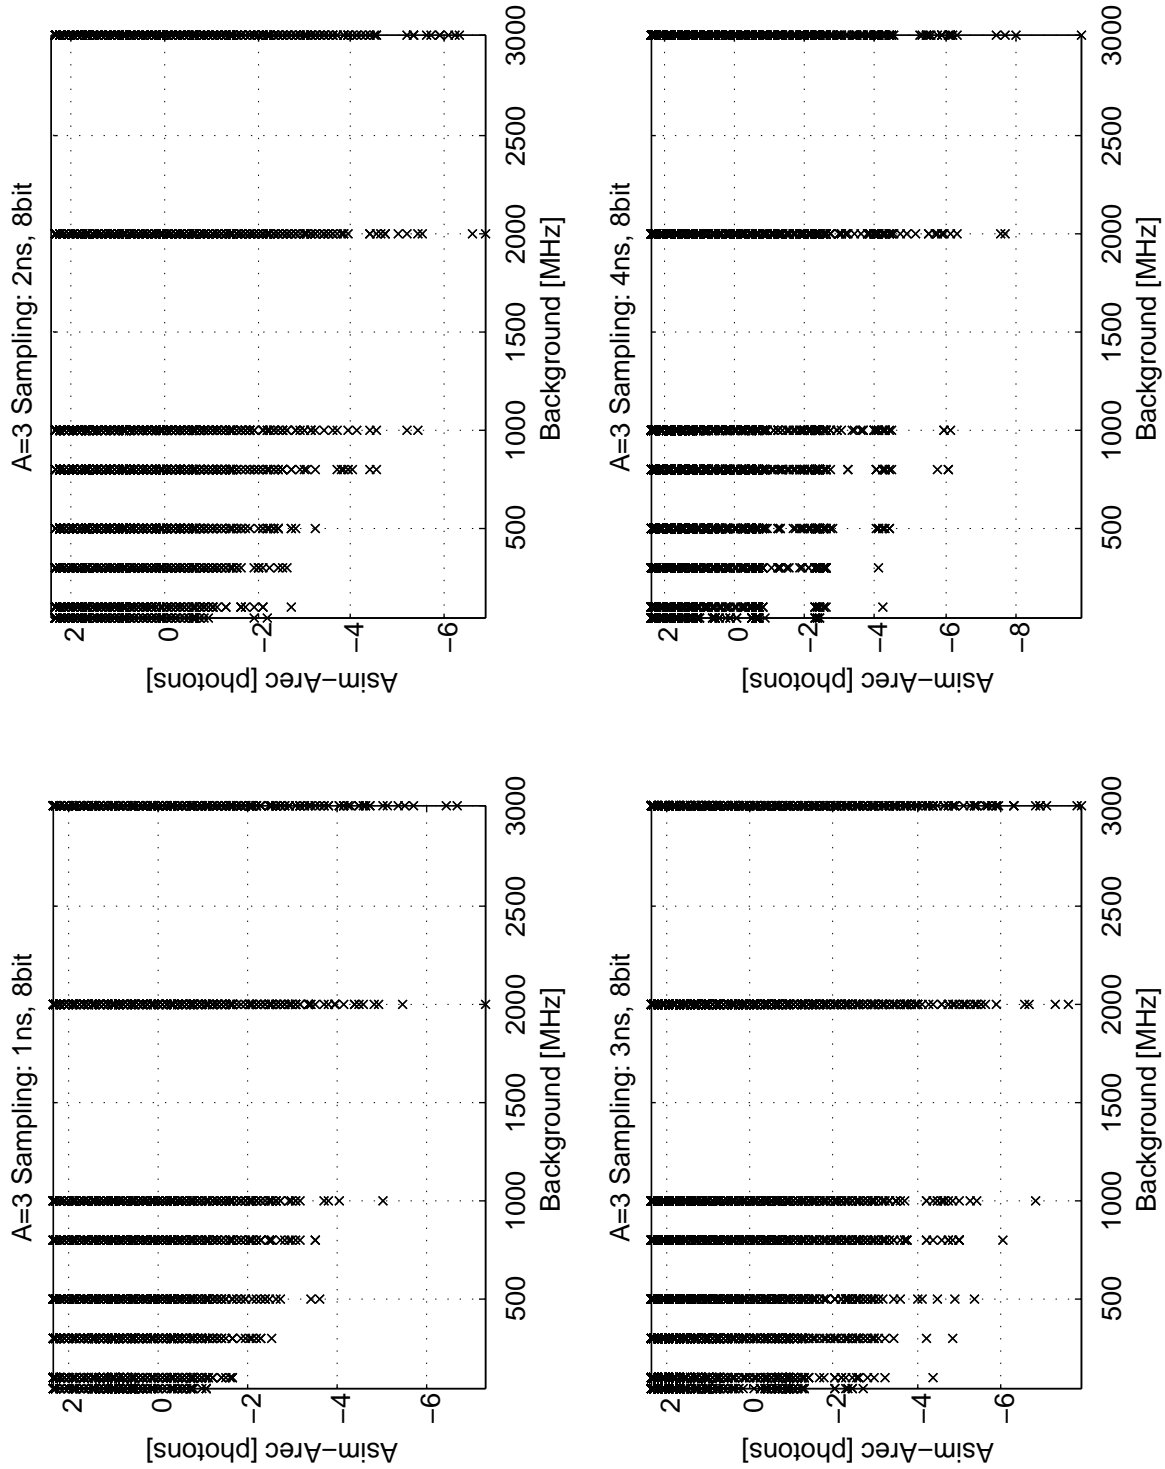 A=3 Sampling: 1ns, 8bit
2
0
−2
−4
−6
Asim−Arec [photons]
500 1000 1500 2000 2500 3000
Background [MHz]
A=3 Sampling: 2ns, 8bit
2
0
−2
−4
−6
Asim−Arec [photons]
500 1000 1500 2000 2500 3000
Background [MHz]
A=3 Sampling: 3ns, 8bit
2
0
−2
−4
−6
Asim−Arec [photons]
500 1000 1500 2000 2500 3000
Background [MHz]
A=3 Sampling: 4ns, 8bit
2
0
−2
−4
−6
−8
Asim−Arec [photons]
500 1000 1500 2000 2500 3000
Background [MHz]